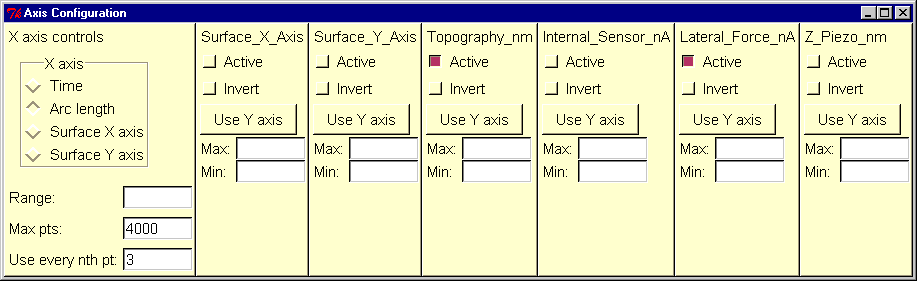 Axis Configuration
X axis controls
X axis
Time
Arc length
Surface X axis
Surface Y axis
Range:
Max pts: 4000
Use every nth pt: 3
Surface_X_Axis
Active
Invert
Use Y axis
Max:
Min:
Surface_Y_Axis
Active
Invert
Use Y axis
Max:
Min:
Topography_nm
Active
Invert
Use Y axis
Max:
Min:
Internal_Sensor_nA
Active
Invert
Use Y axis
Max:
Min:
Lateral_Force_nA
Active
Invert
Use Y axis
Max:
Min:
Z_Piezo_nm
Active
Invert
Use Y axis
Max:
Min: